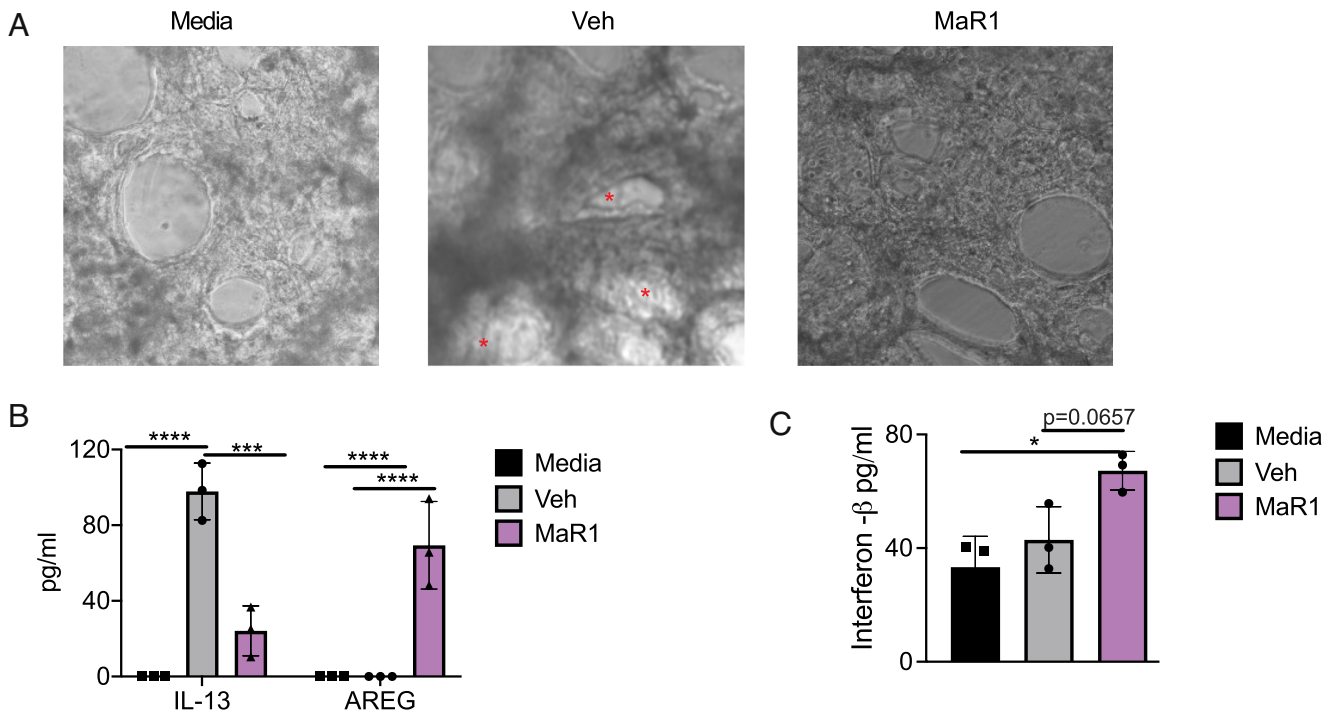 A
Media
Veh
MaR1
*
*
*
B
pg/ml
120
80
40
0
****
***
****
****
IL-13
AREG
Media
Veh
MaR1
C
Interferon -β pg/ml
80
40
0
p=0.0657
*
Media
Veh
MaR1